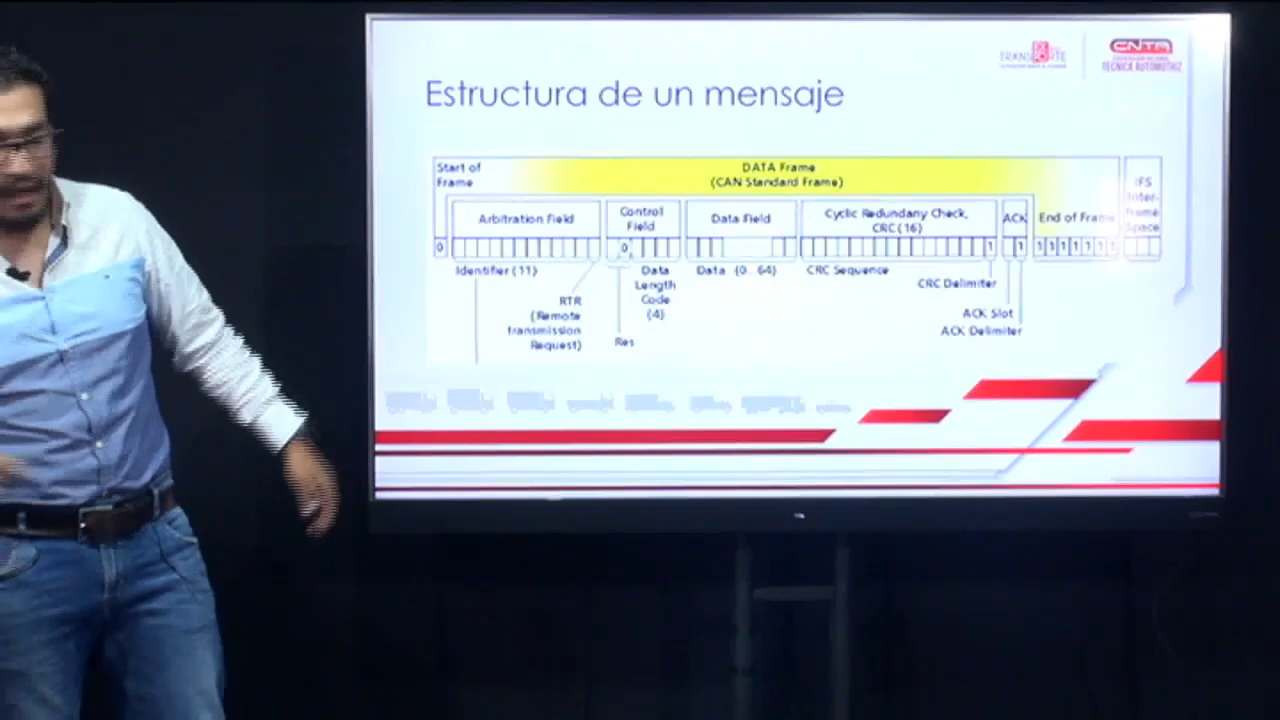 TRANSPORTE
CNTA
TÉCNICA AUTOMOTRIZ
Estructura de un mensaje
Start of
Frame
DATA Frame
(CAN Standard Frame)
IFS
Inter-
frame
Space
Arbitration Field
Control
Field
Data Field
Cyclic Redundany Check,
CRC (16)
ACK
End of Frame
0
0
1
1
1 1 1 1 1 1 1
Identifier (11)
RTR
(Remote
transmission
Request)
Res
Data
Length
Code
(4)
Data (0.. 64)
CRC Sequence
CRC Delimiter
ACK Slot
ACK Delimiter